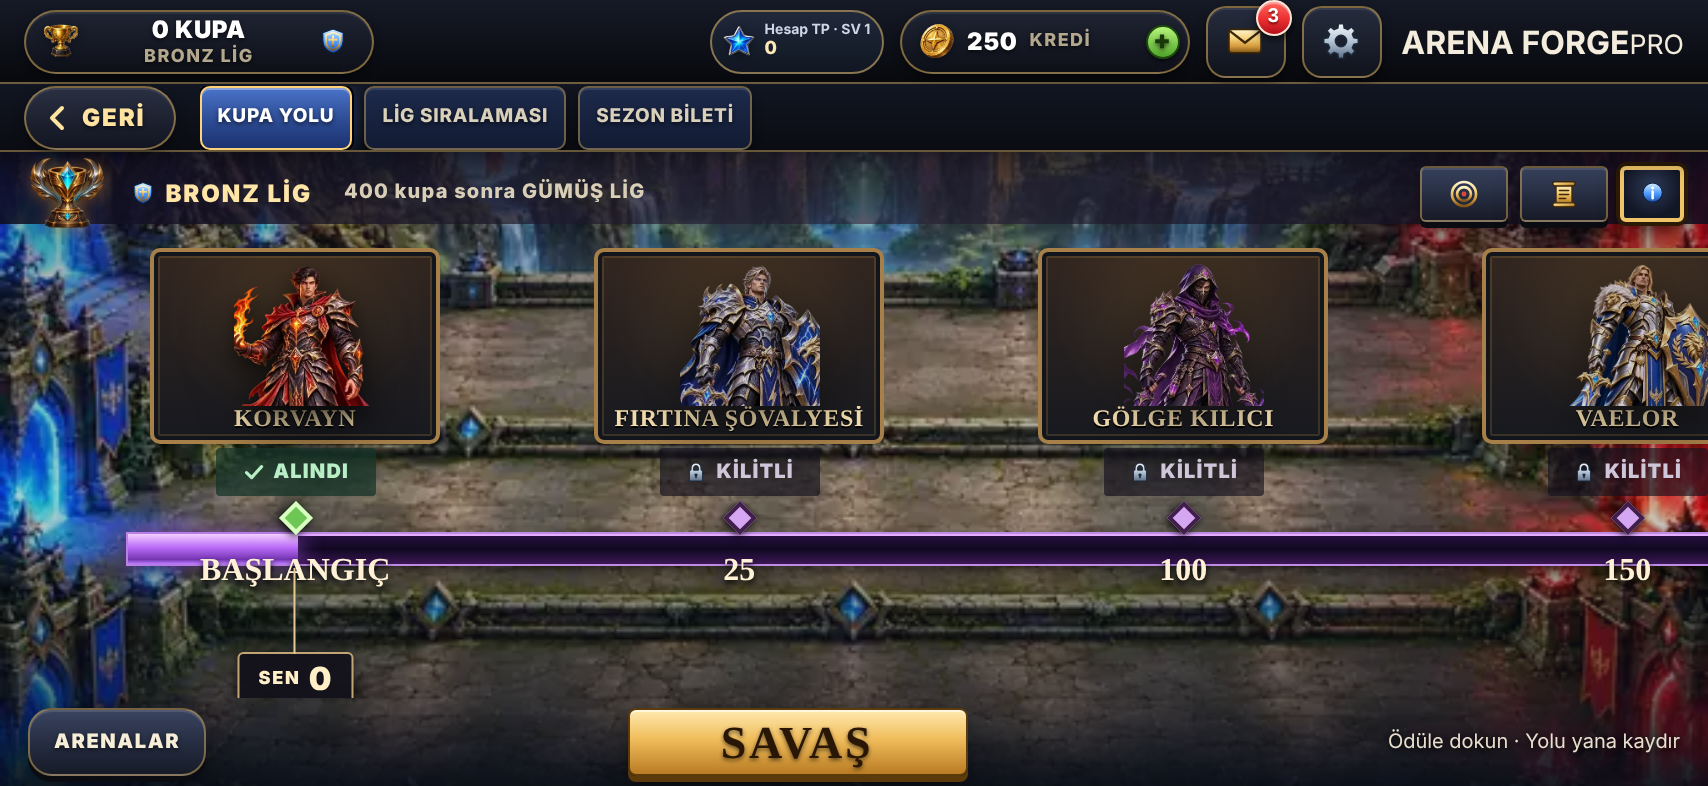 0 KUPA
BRONZ LİG
Hesap TP · SV 1
0
250 KREDİ
3
ARENA FORGEPRO
GERİ
KUPA YOLU
LİG SIRALAMASI
SEZON BİLETİ
BRONZ LİG
400 kupa sonra GÜMÜŞ LİG
KORVAYN
FIRTINA ŞÖVALYESİ
GÖLGE KILICI
VAELOR
ALINDI
KİLİTLİ
KİLİTLİ
KİLİTLİ
BAŞLANGIÇ
25
100
150
SEN 0
ARENALAR
SAVAŞ
Ödüle dokun · Yolu yana kaydır